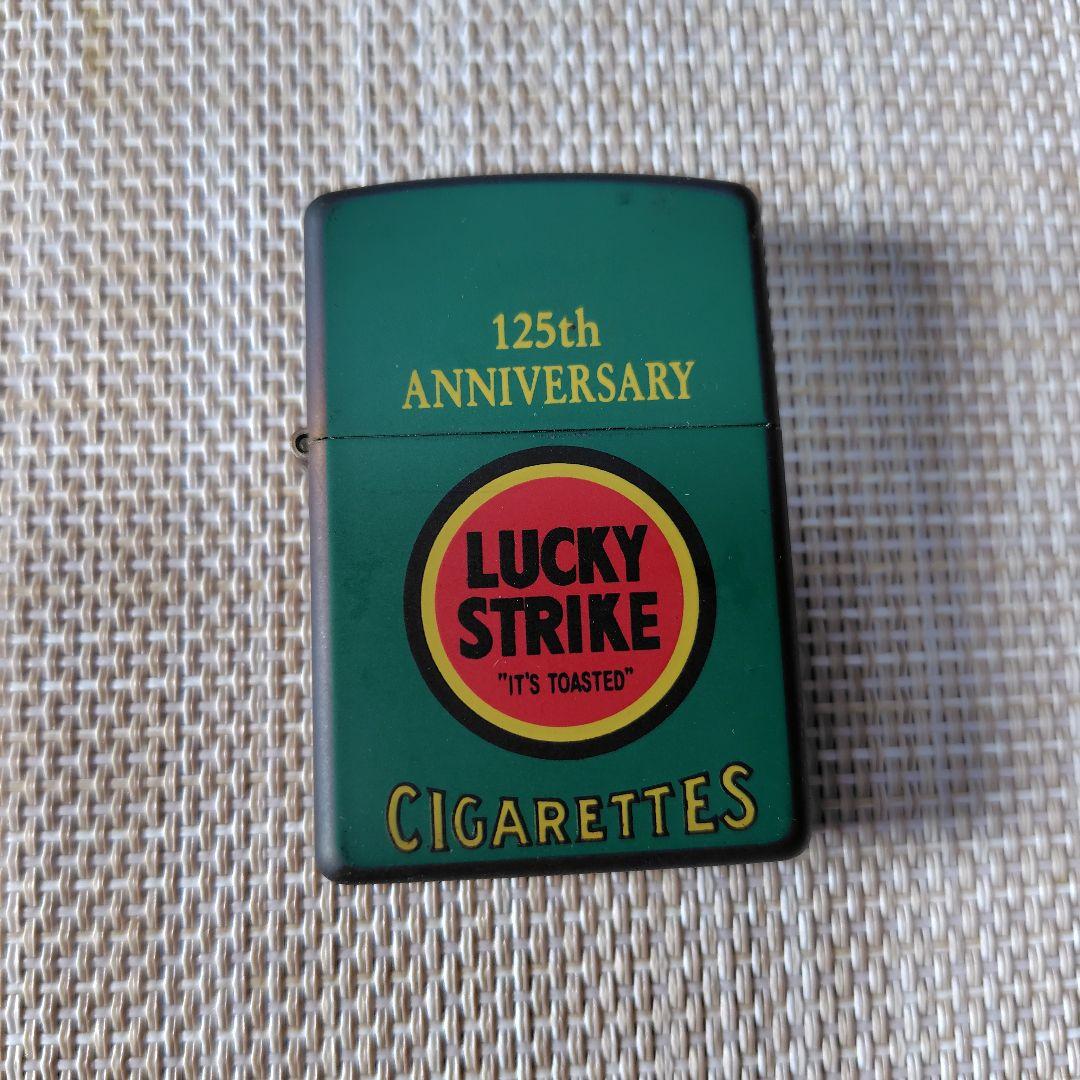 125th
ANNIVERSARY
LUCKY
STRIKE
"IT'S TOASTED"
CIGARETTES